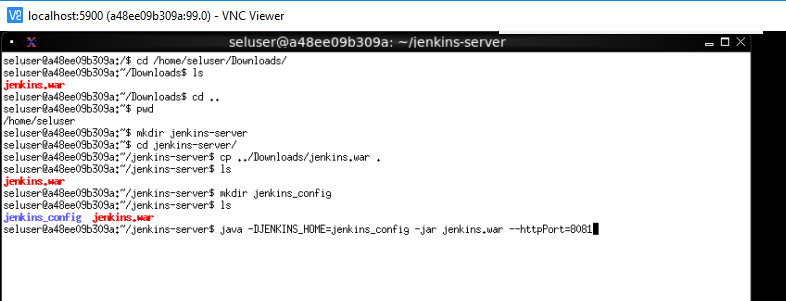 localhost:5900 (a48ee09b309a:99.0) - VNC Viewer
seluser@a48ee09b309a: ~/jenkins-server
seluser@a48ee09b309a:/$ cd /home/seluser/Downloads/
seluser@a48ee09b309a:~/Downloads$ ls
jenkins.war
seluser@a48ee09b309a:~/Downloads$ cd ..
seluser@a48ee09b309a:~$ pwd
/home/seluser
seluser@a48ee09b309a:~$ mkdir jenkins-server
seluser@a48ee09b309a:~$ cd jenkins-server/
seluser@a48ee09b309a:~/jenkins-server$ cp ../Downloads/jenkins.war .
seluser@a48ee09b309a:~/jenkins-server$ ls
jenkins.war
seluser@a48ee09b309a:~/jenkins-server$ mkdir jenkins_config
seluser@a48ee09b309a:~/jenkins-server$ ls
jenkins_config jenkins.war
seluser@a48ee09b309a:~/jenkins-server$ java -DJENKINS_HOME=jenkins_config -jar jenkins.war --httpPort=8081